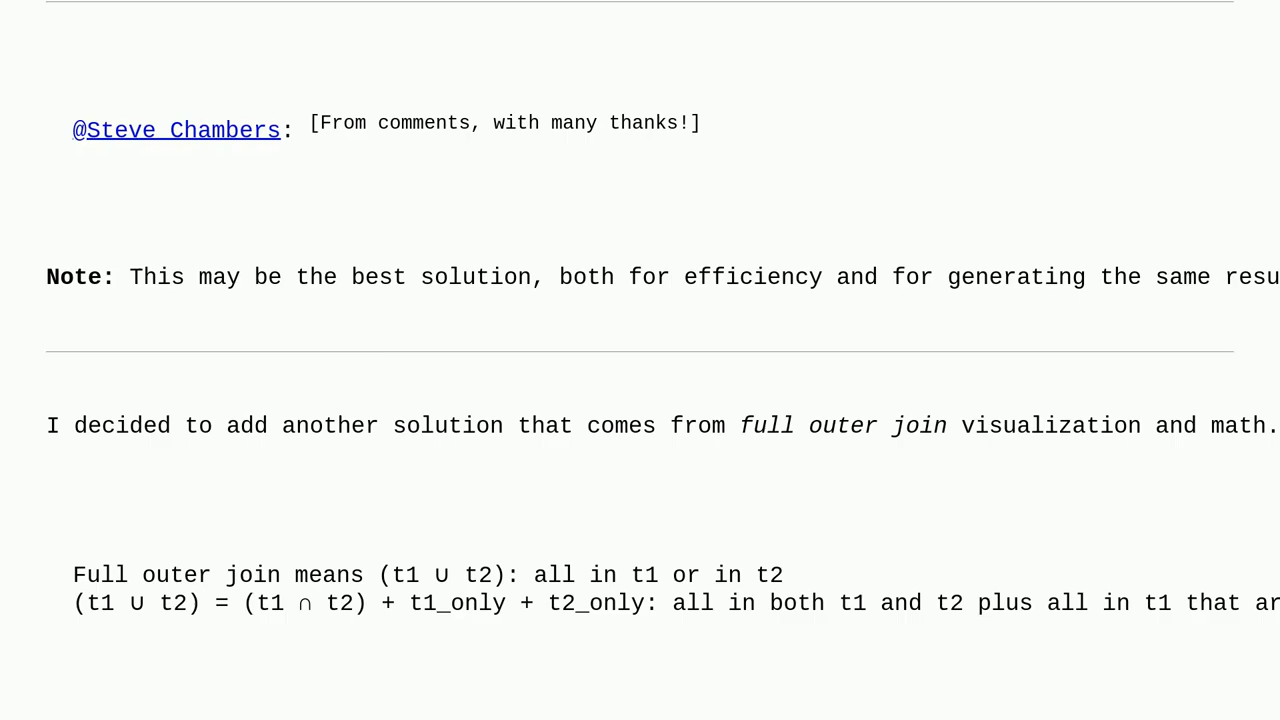 @Steve Chambers: [From comments, with many thanks!]
Note: This may be the best solution, both for efficiency and for generating the same resu
I decided to add another solution that comes from full outer join visualization and math.
Full outer join means (t1 ∪ t2): all in t1 or in t2
(t1 ∪ t2) = (t1 ∩ t2) + t1_only + t2_only: all in both t1 and t2 plus all in t1 that ar